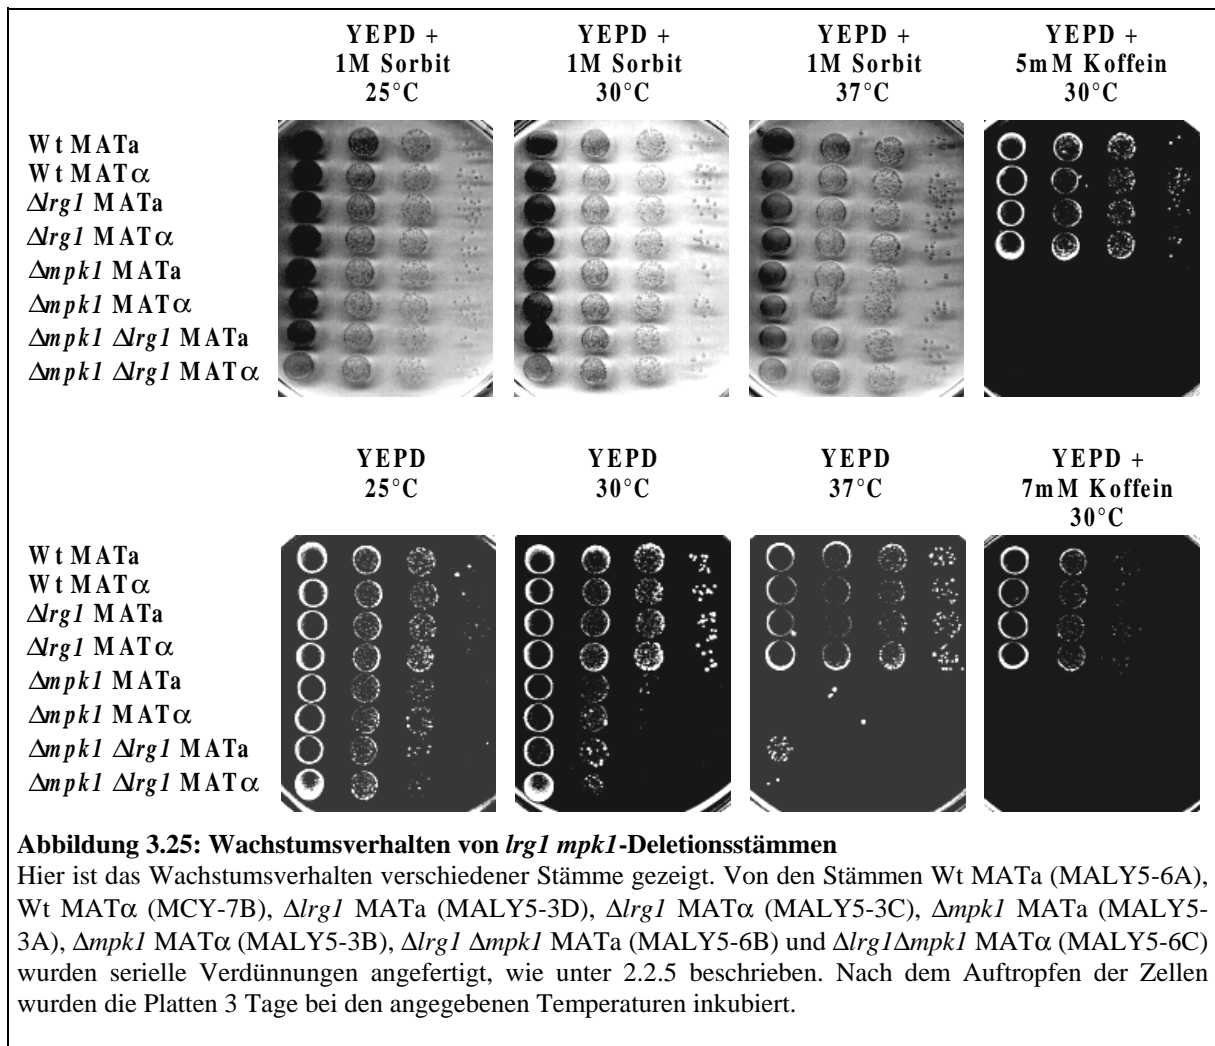 YEPD + YEPD + YEPD + YEPD +
1M Sorbit 1M Sorbit 1M Sorbit 5mM Koffein
25°C 30°C 37°C 30°C
Wt MATa
Wt MATα
Δlrg1 MATa
Δlrg1 MATα
Δmpk1 MATa
Δmpk1 MATα
Δmpk1 Δlrg1 MATa
Δmpk1 Δlrg1 MATα
YEPD YEPD YEPD YEPD +
25°C 30°C 37°C 7mM Koffein
30°C
Wt MATa
Wt MATα
Δlrg1 MATa
Δlrg1 MATα
Δmpk1 MATa
Δmpk1 MATα
Δmpk1 Δlrg1 MATa
Δmpk1 Δlrg1 MATα
Abbildung 3.25: Wachstumsverhalten von lrg1 mpk1-Deletionsstämmen
Hier ist das Wachstumsverhalten verschiedener Stämme gezeigt. Von den Stämmen Wt MATa (MALY5-6A),
Wt MATα (MCY-7B), Δlrg1 MATa (MALY5-3D), Δlrg1 MATα (MALY5-3C), Δmpk1 MATa (MALY5-
3A), Δmpk1 MATα (MALY5-3B), Δlrg1 Δmpk1 MATa (MALY5-6B) und Δlrg1Δmpk1 MATα (MALY5-6C)
wurden serielle Verdünnungen angefertigt, wie unter 2.2.5 beschrieben. Nach dem Auftropfen der Zellen
wurden die Platten 3 Tage bei den angegebenen Temperaturen inkubiert.